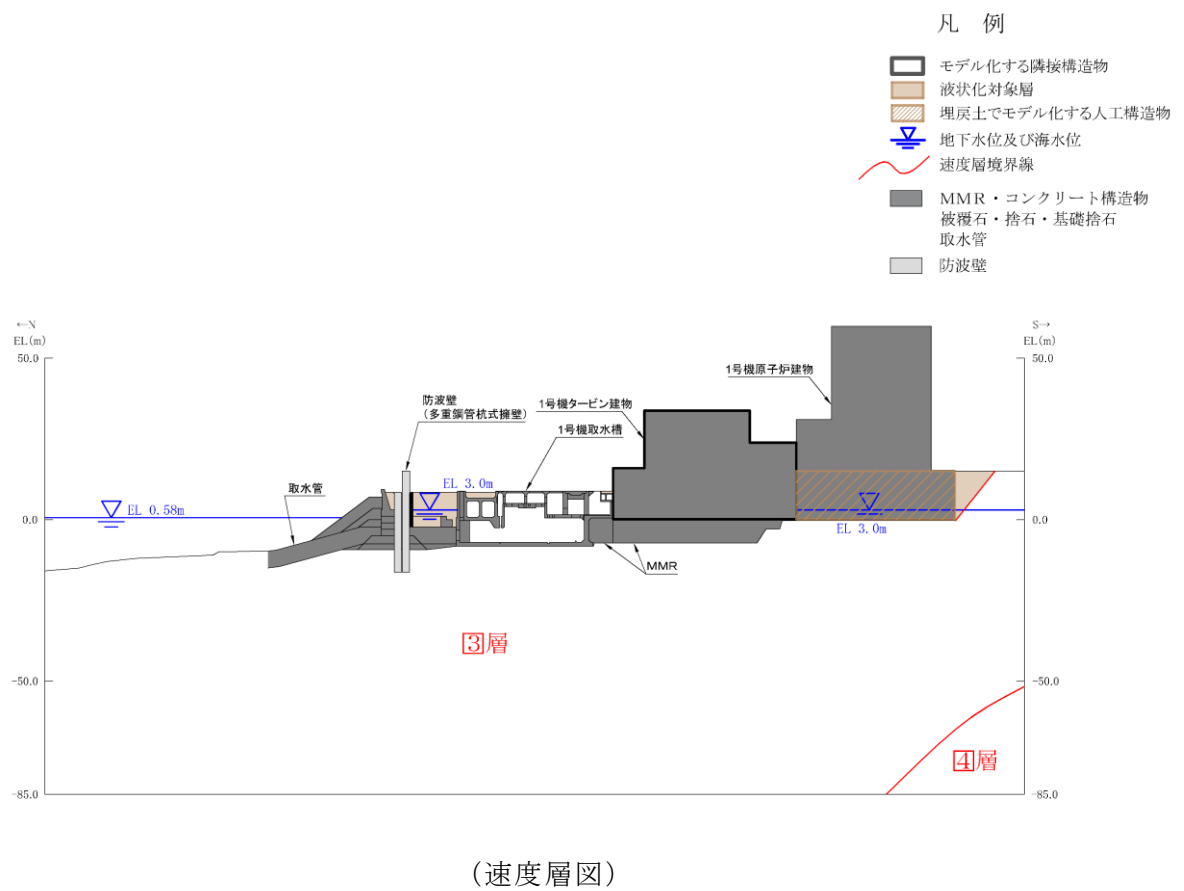 凡 例
モデル化する隣接構造物
液状化対象層
埋戻土でモデル化する人工構造物
地下水位及び海水位
速度層境界線
MMR・コンクリート構造物
被覆石・捨石・基礎捨石
取水管
防波壁
←N
EL(m)
S→
EL(m)
50.0
50.0
1号機原子炉建物
防波壁
(多重鋼管杭式擁壁)
1号機タービン建物
1号機取水槽
取水管
EL 3.0m
EL 0.58m
0.0
0.0
EL 3.0m
MMR
3層
-50.0
-50.0
4層
-85.0
-85.0
(速度層図)